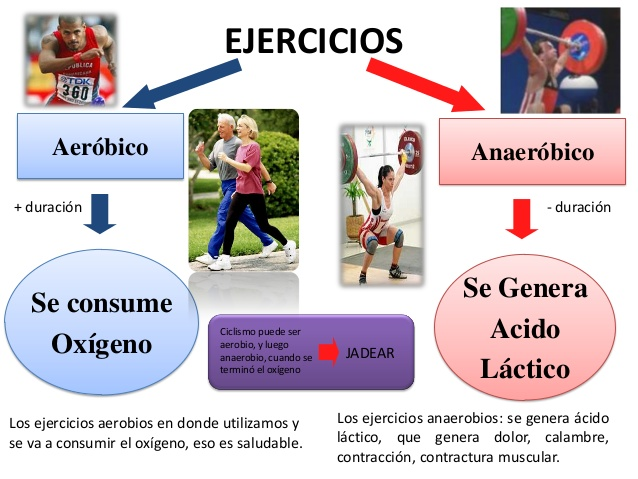 EJERCICIOS
REPUBLICA
TDK
360
Aeróbico
Anaeróbico
+ duración
- duración
Se consume
Oxígeno
Se Genera
Acido
Láctico
Ciclismo puede ser
aerobio, y luego
anaerobio, cuando se
terminó el oxígeno
JADEAR
Los ejercicios aerobios en donde utilizamos y
se va a consumir el oxígeno, eso es saludable.
Los ejercicios anaerobios: se genera ácido
láctico, que genera dolor, calambre,
contracción, contractura muscular.